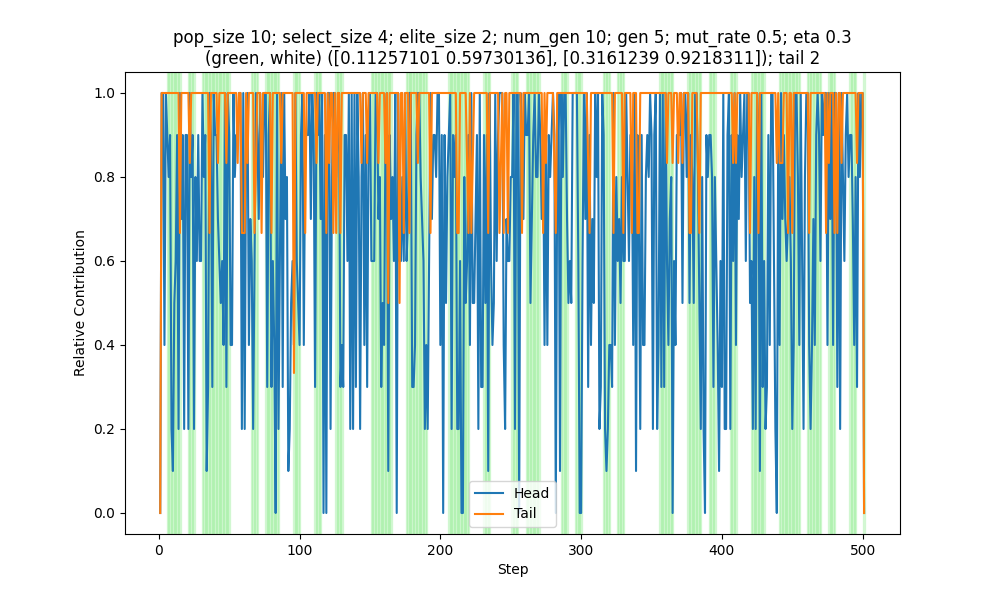 pop_size 10; select_size 4; elite_size 2; num_gen 10; gen 5; mut_rate 0.5; eta 0.3
(green, white) ([0.11257101 0.59730136], [0.3161239 0.9218311]); tail 2
1.0
0.8
0.6
0.4
0.2
0.0
Relative Contribution
Head
Tail
0
100
200
300
400
500
Step